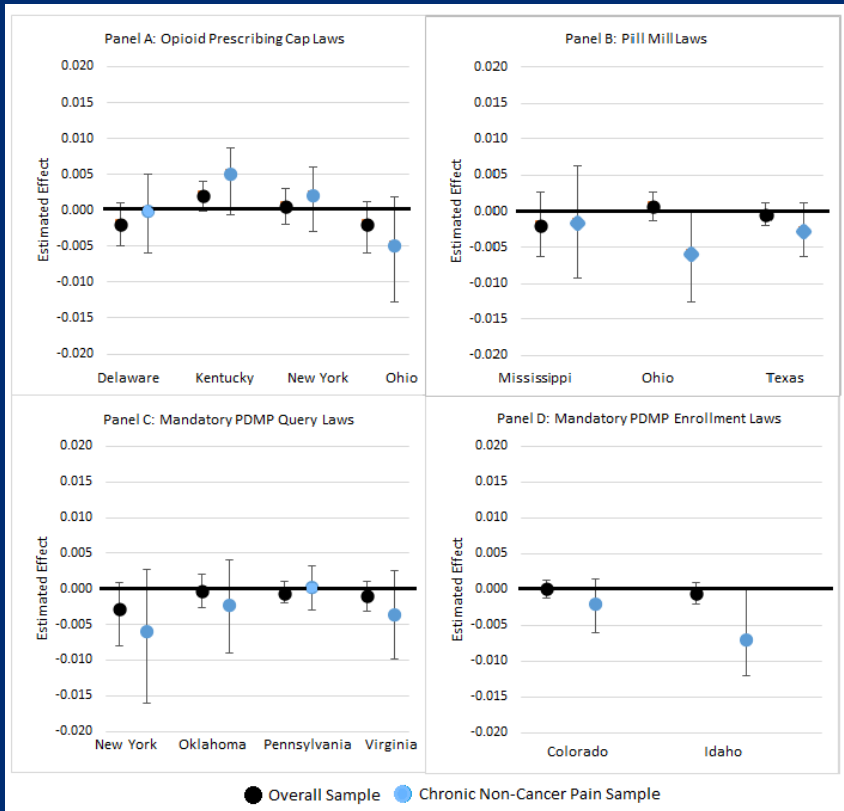 Panel A: Opioid Prescribing Cap Laws
0.020
0.015
0.010
0.005
0.000
-0.005
-0.010
-0.015
-0.020
Estimated Effect
Delaware Kentucky New York Ohio
Panel B: Pill Mill Laws
0.020
0.015
0.010
0.005
0.000
-0.005
-0.010
-0.015
-0.020
Estimated Effect
Mississippi Ohio Texas
Panel C: Mandatory PDMP Query Laws
0.020
0.015
0.010
0.005
0.000
-0.005
-0.010
-0.015
-0.020
Estimated Effect
New York Oklahoma Pennsylvania Virginia
Panel D: Mandatory PDMP Enrollment Laws
0.020
0.015
0.010
0.005
0.000
-0.005
-0.010
-0.015
-0.020
Estimated Effect
Colorado Idaho
Overall Sample Chronic Non-Cancer Pain Sample